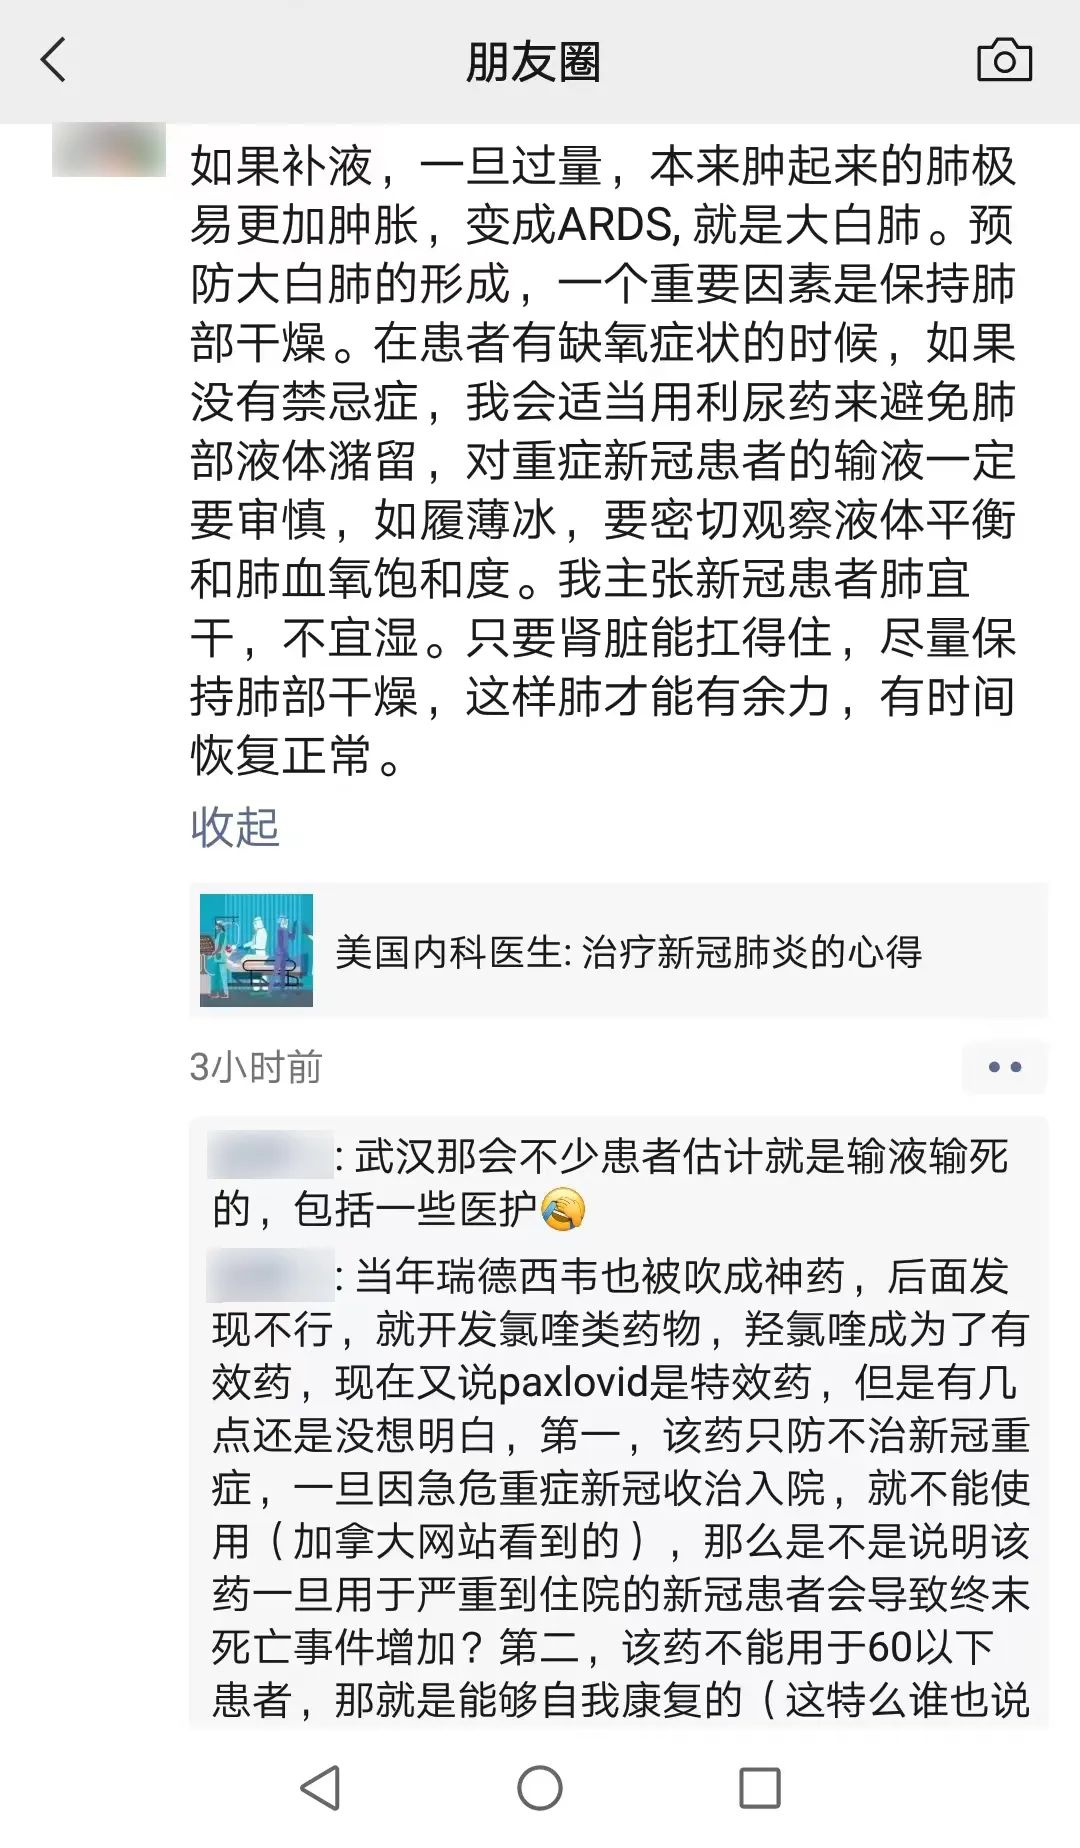 朋友圈
如果补液，一旦过量，本来肿起来的肺极
易更加肿胀，变成ARDS, 就是大白肺。预
防大白肺的形成，一个重要因素是保持肺
部干燥。在患者有缺氧症状的时候，如果
没有禁忌症，我会适当用利尿药来避免肺
部液体潴留，对重症新冠患者的输液一定
要审慎，如履薄冰，要密切观察液体平衡
和肺血氧饱和度。我主张新冠患者肺宜
干，不宜湿。只要肾脏能扛得住，尽量保
持肺部干燥，这样肺才能有余力，有时间
恢复正常。
收起
美国内科医生: 治疗新冠肺炎的心得
3小时前
: 武汉那会不少患者估计就是输液输死
的，包括一些医护🤦
: 当年瑞德西韦也被吹成神药，后面发
现不行，就开发氯喹类药物，羟氯喹成为了有
效药，现在又说paxlovid是特效药，但是有几
点还是没想明白，第一，该药只防不治新冠重
症，一旦因急危重症新冠收治入院，就不能使
用（加拿大网站看到的），那么是不是说明该
药一旦用于严重到住院的新冠患者会导致终末
死亡事件增加？第二，该药不能用于60以下
患者，那就是能够自我康复的（这特么谁也说